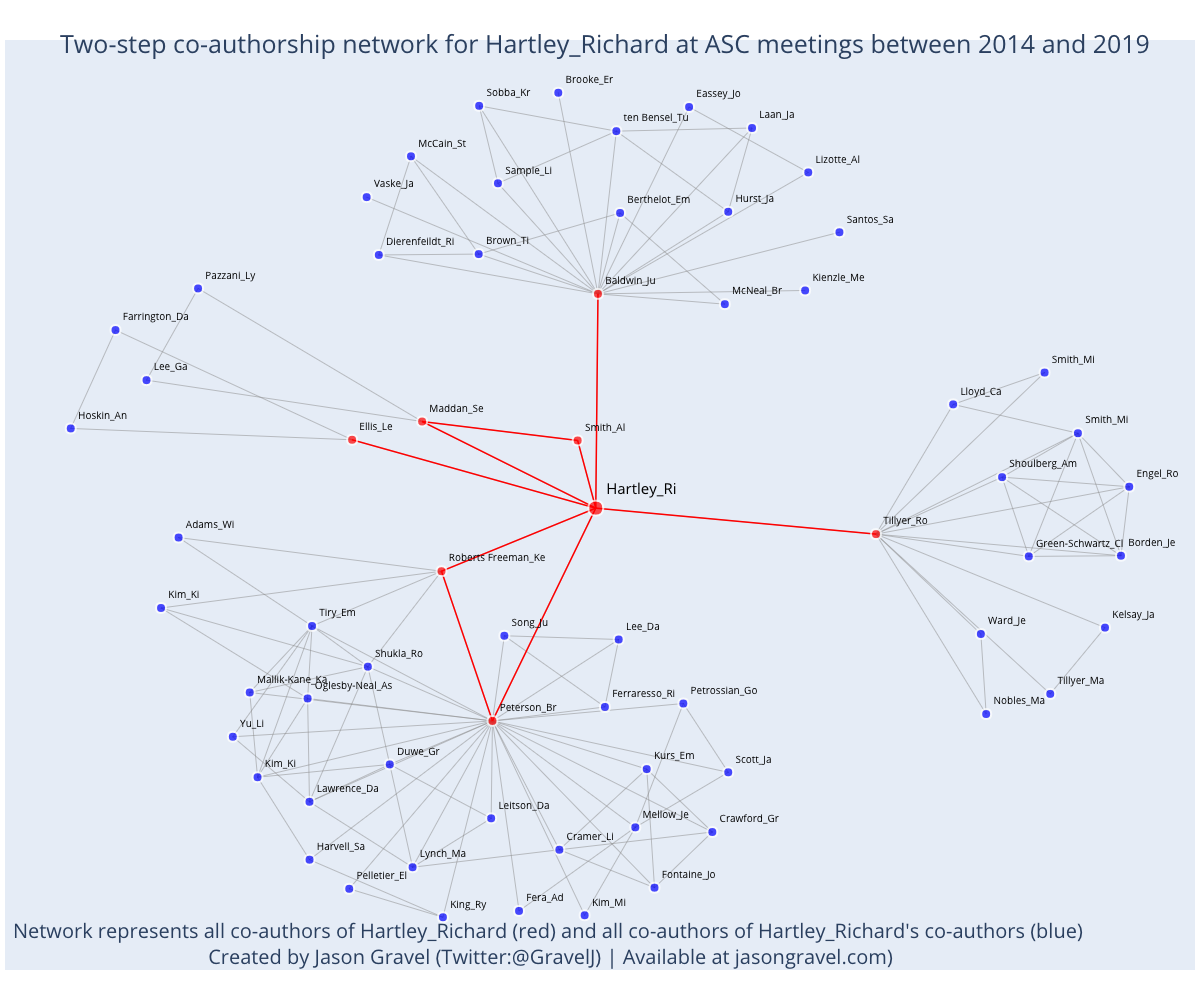 Two-step co-authorship network for Hartley_Richard at ASC meetings between 2014 and 2019
Brooke_Er
Sobba_Kr
Eassey_Jo
ten Bensel_Tu
Laan_Ja
McCain_St
Lizotte_Al
Sample_Li
Vaske_Ja
Berthelot_Em
Hurst_Ja
Santos_Sa
Dierenfeildt_Ri
Brown_Ti
Pazzani_Ly
Baldwin_Ju
Kienzle_Me
McNeal_Br
Farrington_Da
Smith_Mi
Lee_Ga
Lloyd_Ca
Maddan_Se
Hoskin_An
Smith_Mi
Ellis_Le
Smith_Al
Shoulberg_Am
Engel_Ro
Hartley_Ri
Adams_Wi
Tillyer_Ro
Green-Schwartz_Cl
Borden_Je
Roberts Freeman_Ke
Kim_Ki
Tiry_Em
Song_Ju
Lee_Da
Ward_Je
Kelsay_Ja
Shukla_Ro
Mallik-Kane_Ka
Oglesby-Neal_As
Ferraresso_Ri
Petrossian_Go
Tillyer_Ma
Nobles_Ma
Peterson_Br
Yu_Li
Duwe_Gr
Kurs_Em
Scott_Ja
Kim_Ki
Lawrence_Da
Leitson_Da
Mellow_Je
Crawford_Gr
Cramer_Li
Harvell_Sa
Lynch_Ma
Pelletier_El
Fontaine_Jo
King_Ry
Fera_Ad
Kim_Mi
Network represents all co-authors of Hartley_Richard (red) and all co-authors of Hartley_Richard's co-authors (blue)
Created by Jason Gravel (Twitter:@GravelJ) | Available at jasongravel.com)